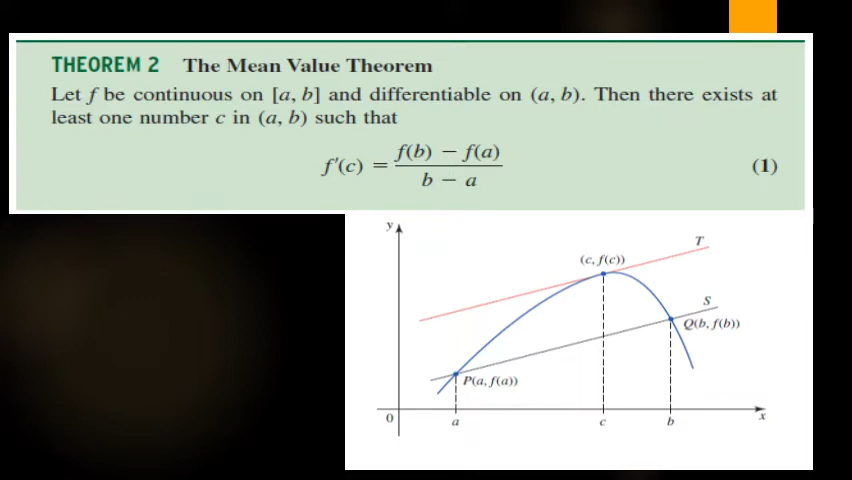 THEOREM 2 The Mean Value Theorem
Let f be continuous on [a, b] and differentiable on (a, b). Then there exists at
least one number c in (a, b) such that
f′(c) = f(b) − f(a) / b − a (1)
y
T
(c, f(c))
S
Q(b, f(b))
P(a, f(a))
0 a c b x